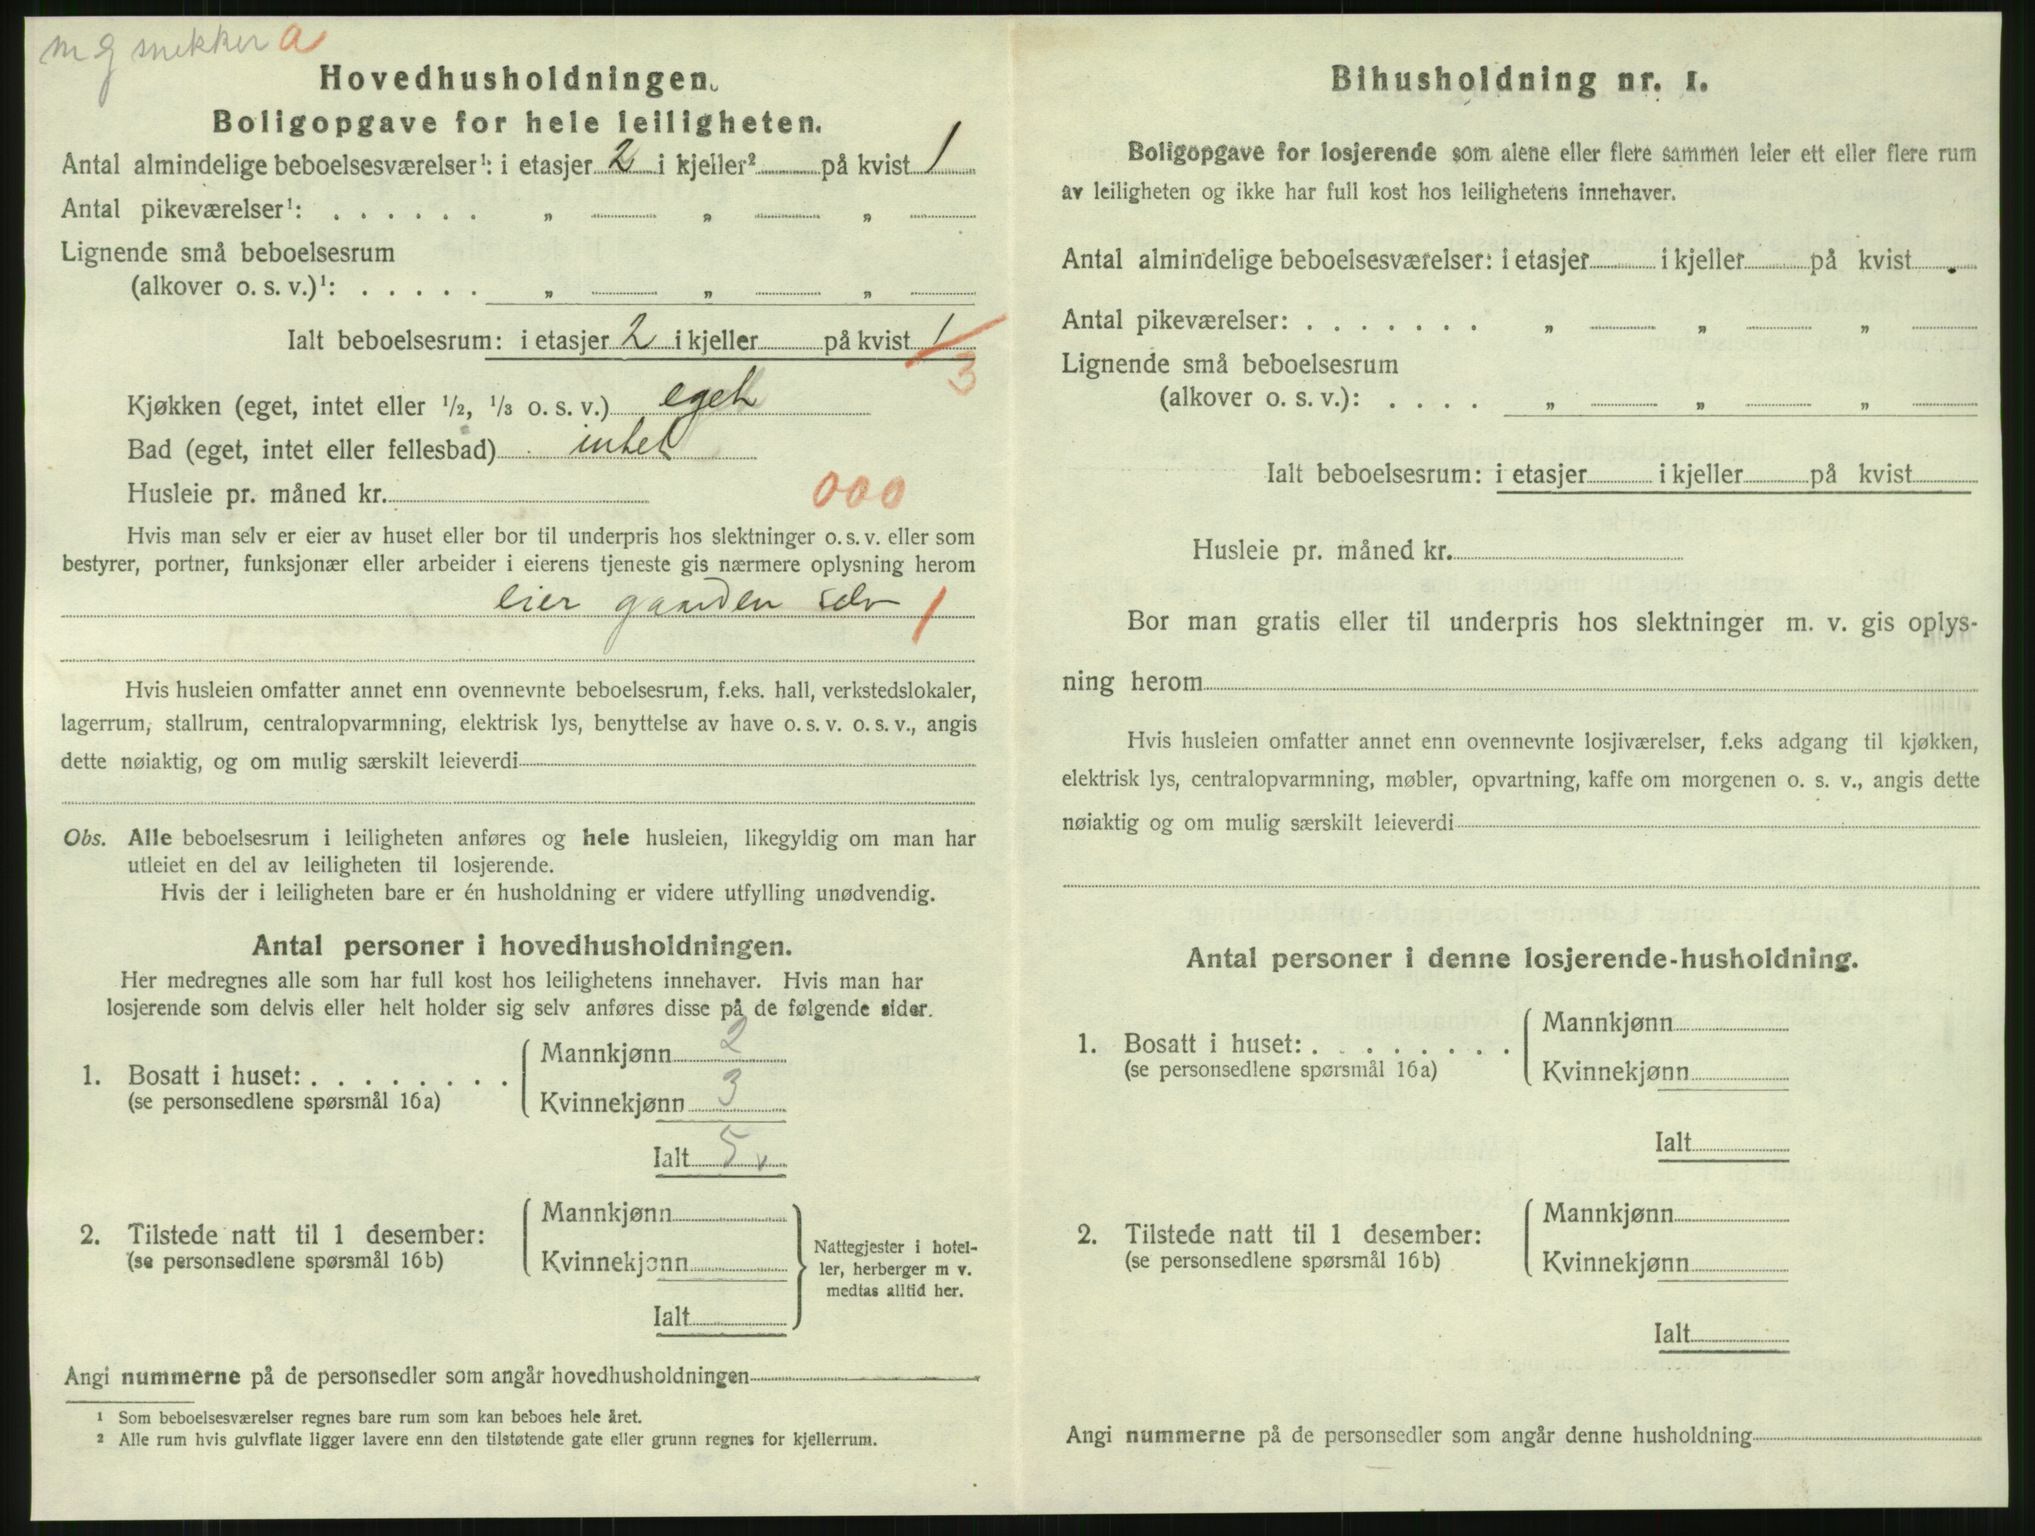 m g snekker a
Hovedhusholdningen.
Boligopgave for hele leiligheten.
Antal almindelige beboelsesværelser¹: i etasjer 2 i kjeller² på kvist 1
Antal pikeværelser¹: . . . . . . „ „ „
Lignende små beboelsesrum
(alkover o. s. v.)¹: . . . . . „ „ „
Ialt beboelsesrum: i etasjer 2 i kjeller på kvist 1
3
Kjøkken (eget, intet eller 1/2, 1/3 o. s. v.) eget
Bad (eget, intet eller fellesbad) intet
Husleie pr. måned kr. 000
Hvis man selv er eier av huset eller bor til underpris hos slektninger o. s. v. eller som
bestyrer, portner, funksjonær eller arbeider i eierens tjeneste gis nærmere oplysning herom
eier gaarden selv 1
Hvis husleien omfatter annet enn ovennevnte beboelsesrum, f.eks. hall, verkstedslokaler,
lagerrum, stallrum, centralopvarmning, elektrisk lys, benyttelse av have o. s. v. o. s. v., angis
dette nøiaktig, og om mulig særskilt leieverdi
Obs. Alle beboelsesrum i leiligheten anføres og hele husleien, likegyldig om man har
utleiet en del av leiligheten til losjerende.
Hvis der i leiligheten bare er én husholdning er videre utfylling unødvendig.
Antal personer i hovedhusholdningen.
Her medregnes alle som har full kost hos leilighetens innehaver. Hvis man har
losjerende som delvis eller helt holder sig selv anføres disse på de følgende sider.
1. Bosatt i huset: . . . . . . . .
(se personsedlene spørsmål 16a)
Mannkjønn 2
Kvinnekjønn 3
Ialt 5 v
2. Tilstede natt til 1 desember:
(se personsedlene spørsmål 16b)
Mannkjønn
Kvinnekjønn
Ialt
Nattegjester i hotel-
ler, herberger m v.
medtas alltid her.
Angi nummerne på de personsedler som angår hovedhusholdningen
¹ Som beboelsesværelser regnes bare rum som kan beboes hele året.
² Alle rum hvis gulvflate ligger lavere enn den tilstøtende gate eller grunn regnes for kjellerrum.
Bihusholdning nr. 1.
Boligopgave for losjerende som alene eller flere sammen leier ett eller flere rum
av leiligheten og ikke har full kost hos leilighetens innehaver.
Antal almindelige beboelsesværelser: i etasjer i kjeller på kvist
Antal pikeværelser: . . . . . . . „ „ „
Lignende små beboelsesrum
(alkover o. s. v.): . . . . „ „ „
Ialt beboelsesrum: i etasjer i kjeller på kvist
Husleie pr. måned kr.
Bor man gratis eller til underpris hos slektninger m. v. gis oplys-
ning herom
Hvis husleien omfatter annet enn ovennevnte losjiværelser, f.eks adgang til kjøkken,
elektrisk lys, centralopvarmning, møbler, opvartning, kaffe om morgenen o. s. v., angis dette
nøiaktig og om mulig særskilt leieverdi
Antal personer i denne losjerende-husholdning.
1. Bosatt i huset: . . . . . . . .
(se personsedlene spørsmål 16a)
Mannkjønn
Kvinnekjønn
Ialt
2. Tilstede natt til 1 desember:
(se personsedlene spørsmål 16b)
Mannkjønn
Kvinnekjønn
Ialt
Angi nummerne på de personsedler som angår denne husholdning